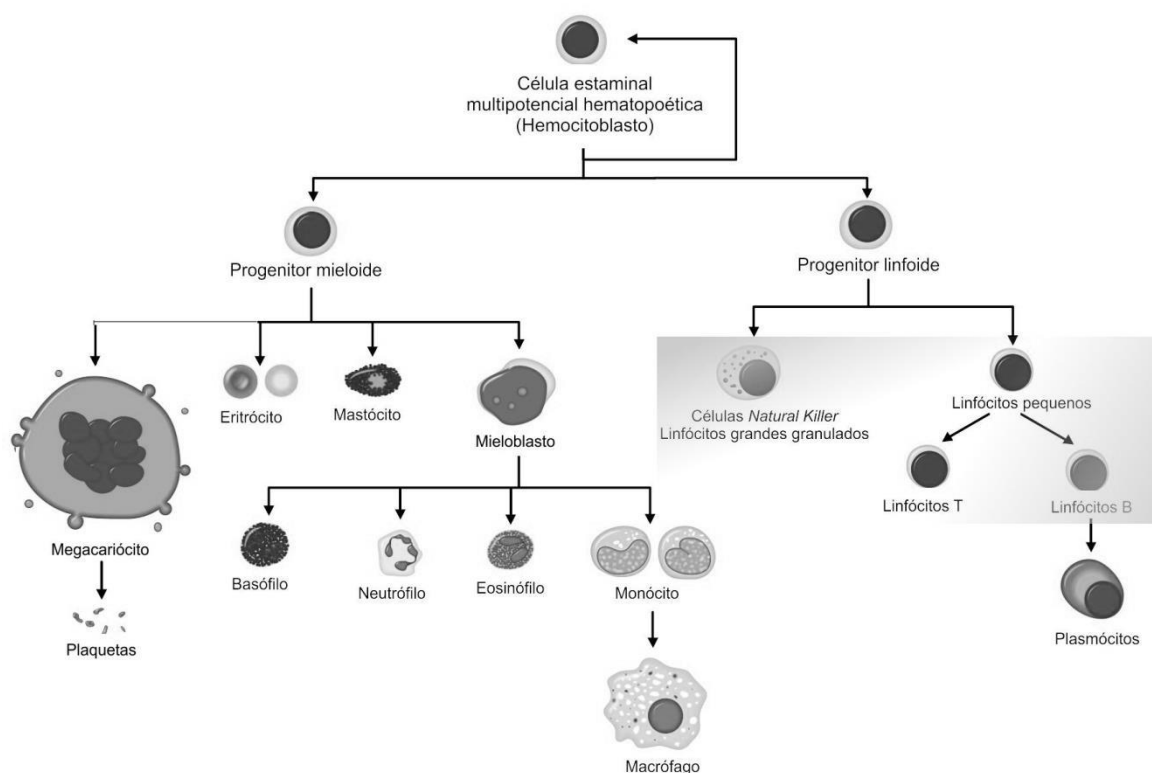 Célula estaminal
multipotencial hematopoética
(Hemocitoblasto)
Progenitor mieloide
Progenitor linfoide
Eritrócito
Mastócito
Mieloblasto
Células Natural Killer
Linfócitos grandes granulados
Linfócitos pequenos
Linfócitos T
Linfócitos B
Megacariócito
Basófilo
Neutrófilo
Eosinófilo
Monócito
Plaquetas
Plasmócitos
Macrófago